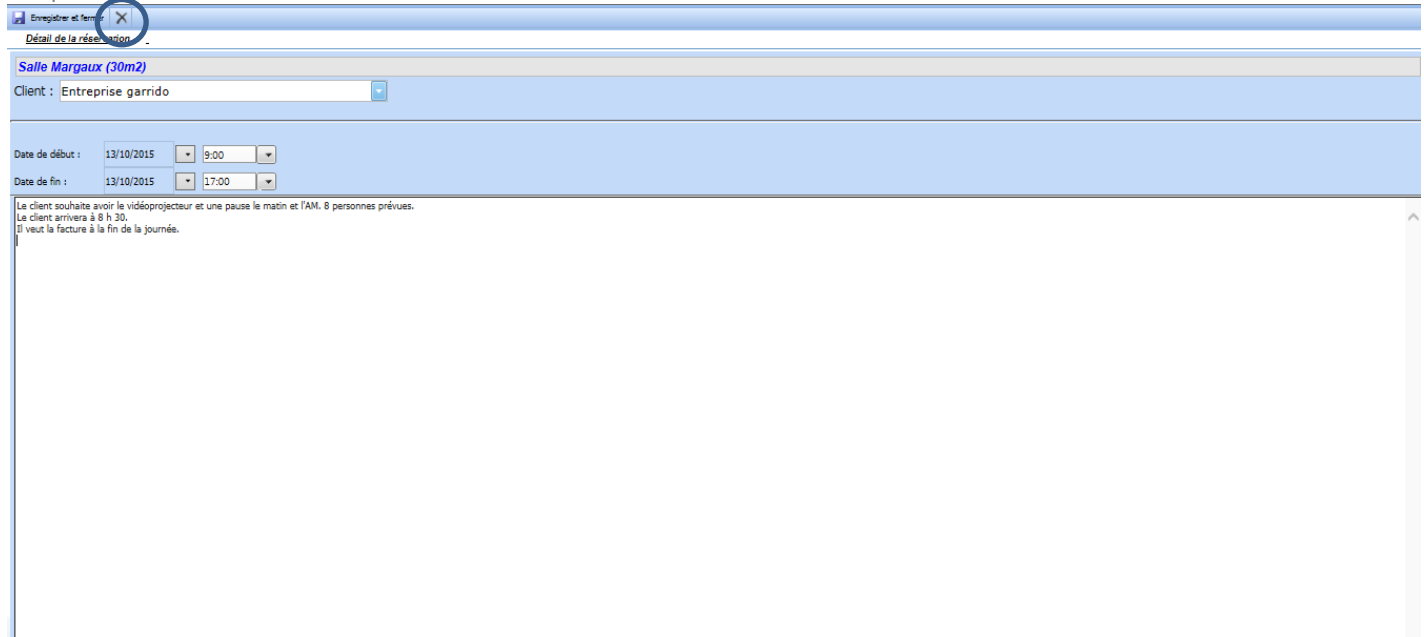 Enregistrer et fermer
Détail de la réservation
Salle Margaux (30m2)
Client : Entreprise garrido
Date de début : 13/10/2015 9:00
Date de fin : 13/10/2015 17:00
Le client souhaite avoir le vidéoprojecteur et une pause le matin et l'AM. 8 personnes prévues.
Le client arrivera à 8 h 30.
Il veut la facture à la fin de la journée.